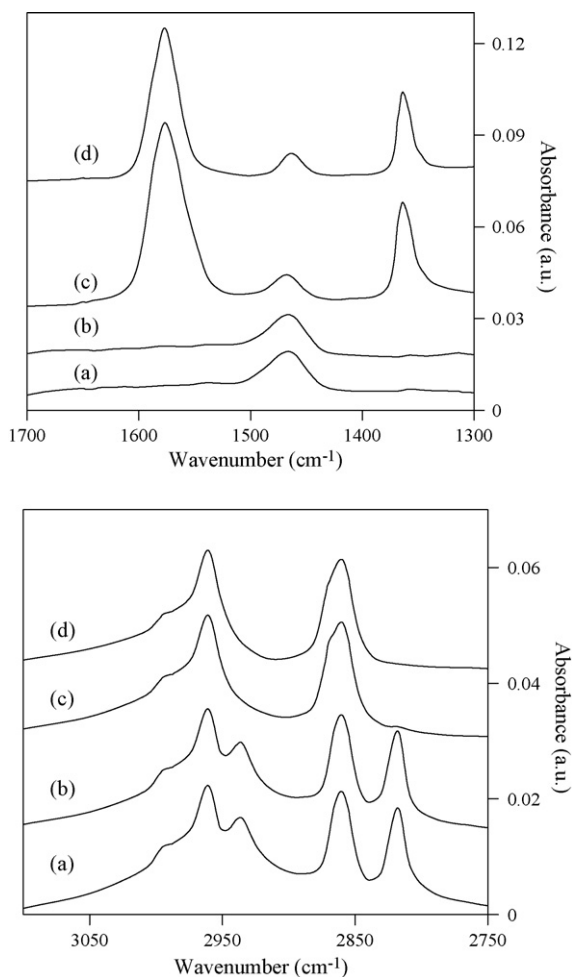 0.12
(d)
0.09
Absorbance (a.u.)
0.06
(c)
(b)
0.03
(a)
0
1700 1600 1500 1400 1300
Wavenumber (cm-1)
0.06
(d)
Absorbance (a.u.)
0.04
(c)
(b)
0.02
(a)
0
3050 2950 2850 2750
Wavenumber (cm-1)